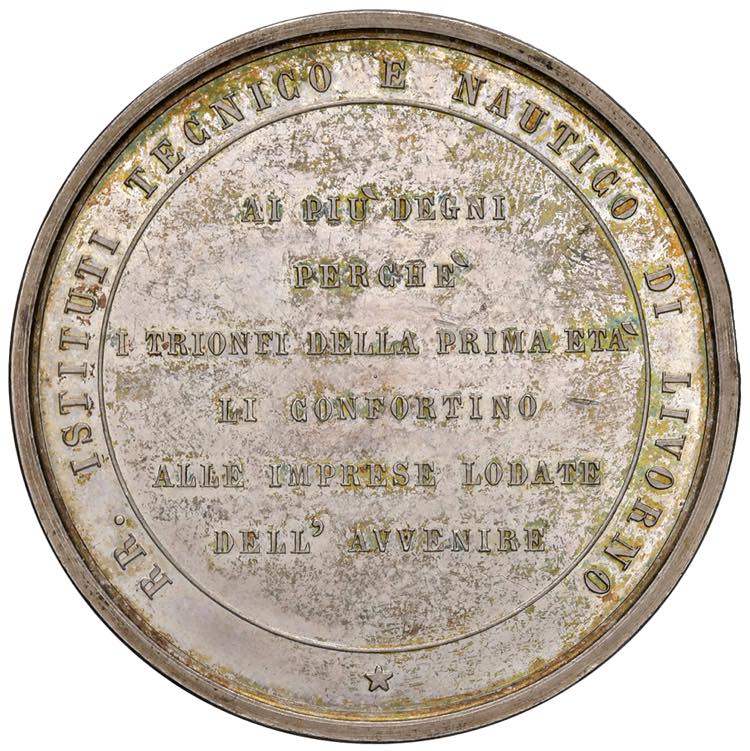 RR. ISTITUTI TECNICO E NAUTICO DI LIVORNO
AI PIÙ DEGNI
PERCHÈ
I TRIONFI DELLA PRIMA ETÀ
LI CONFORTINO
ALLE IMPRESE LODATE
DELL' AVVENIRE